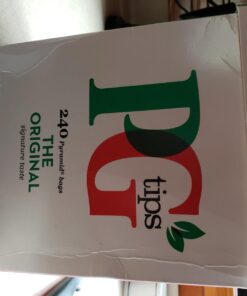 PG
tips
240 Pyramid® bags
THE
ORIGINAL
signature taste